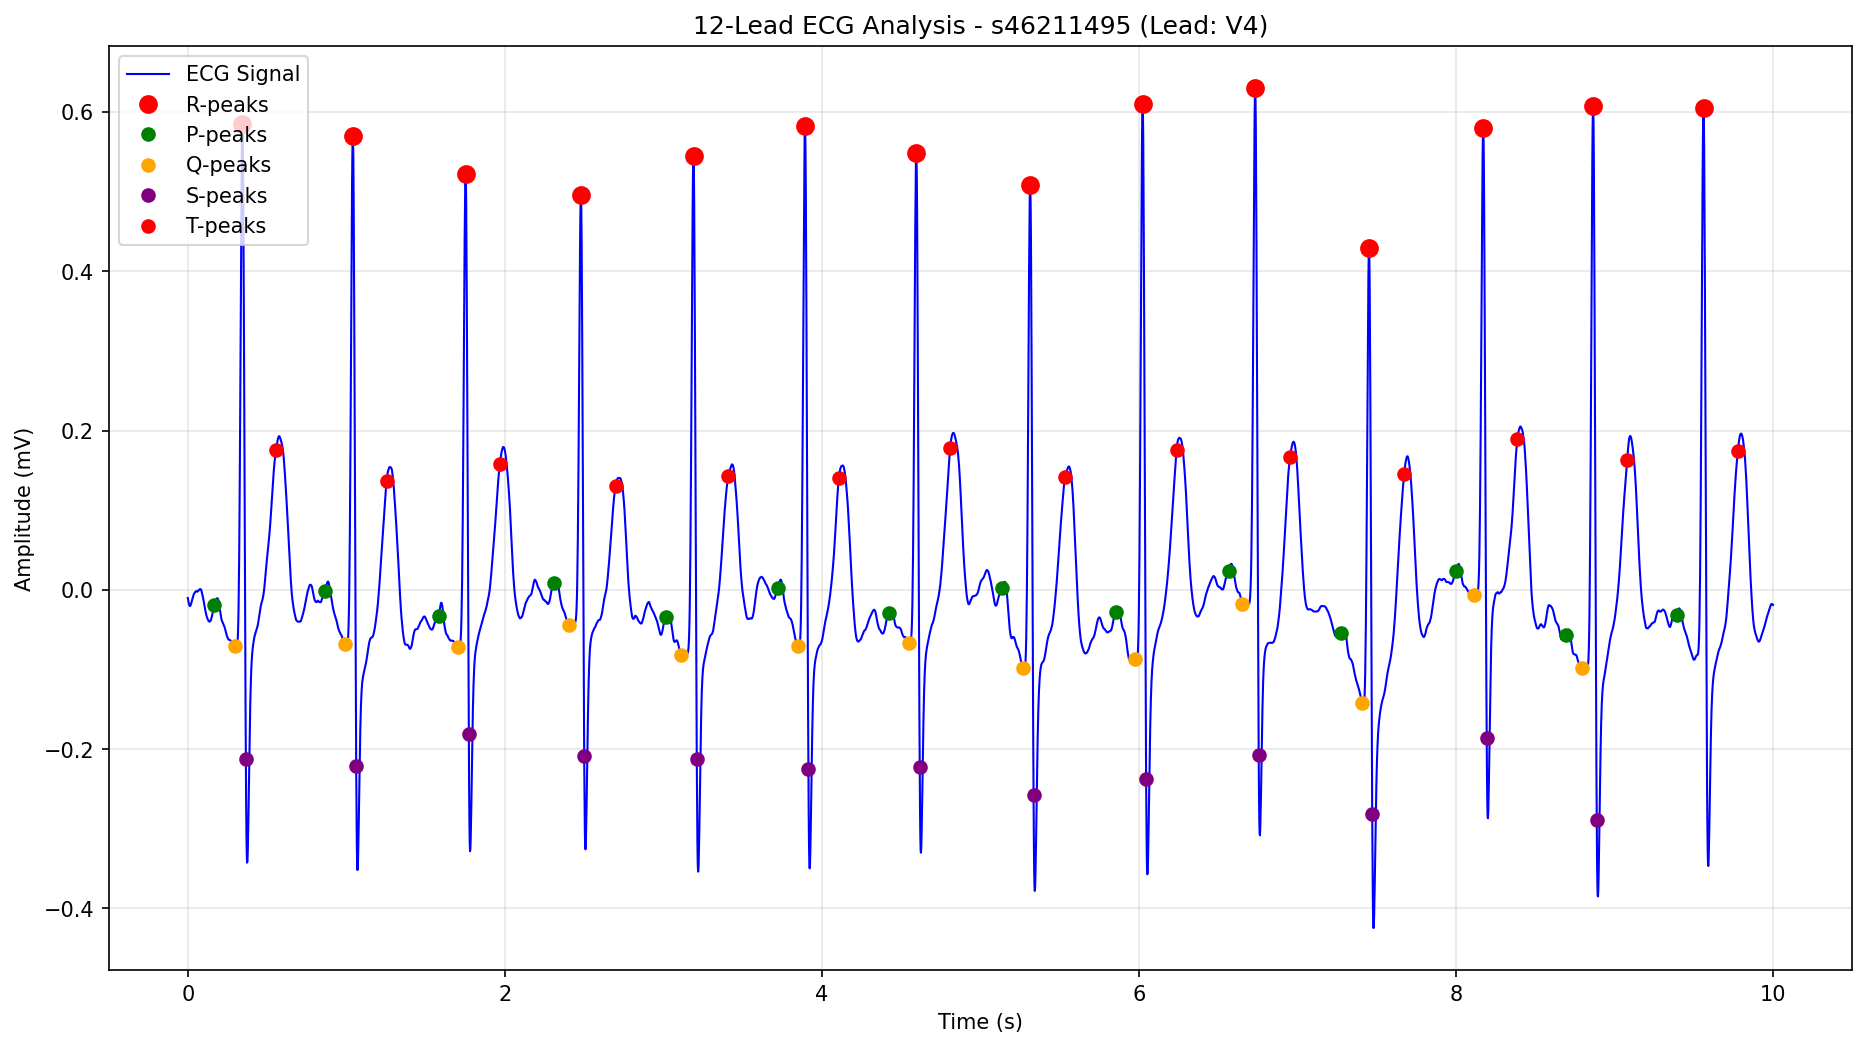 12-Lead ECG Analysis - s46211495 (Lead: V4)
ECG Signal
R-peaks
P-peaks
Q-peaks
S-peaks
T-peaks
0.6
0.4
0.2
0.0
−0.2
−0.4
Amplitude (mV)
0 2 4 6 8 10
Time (s)